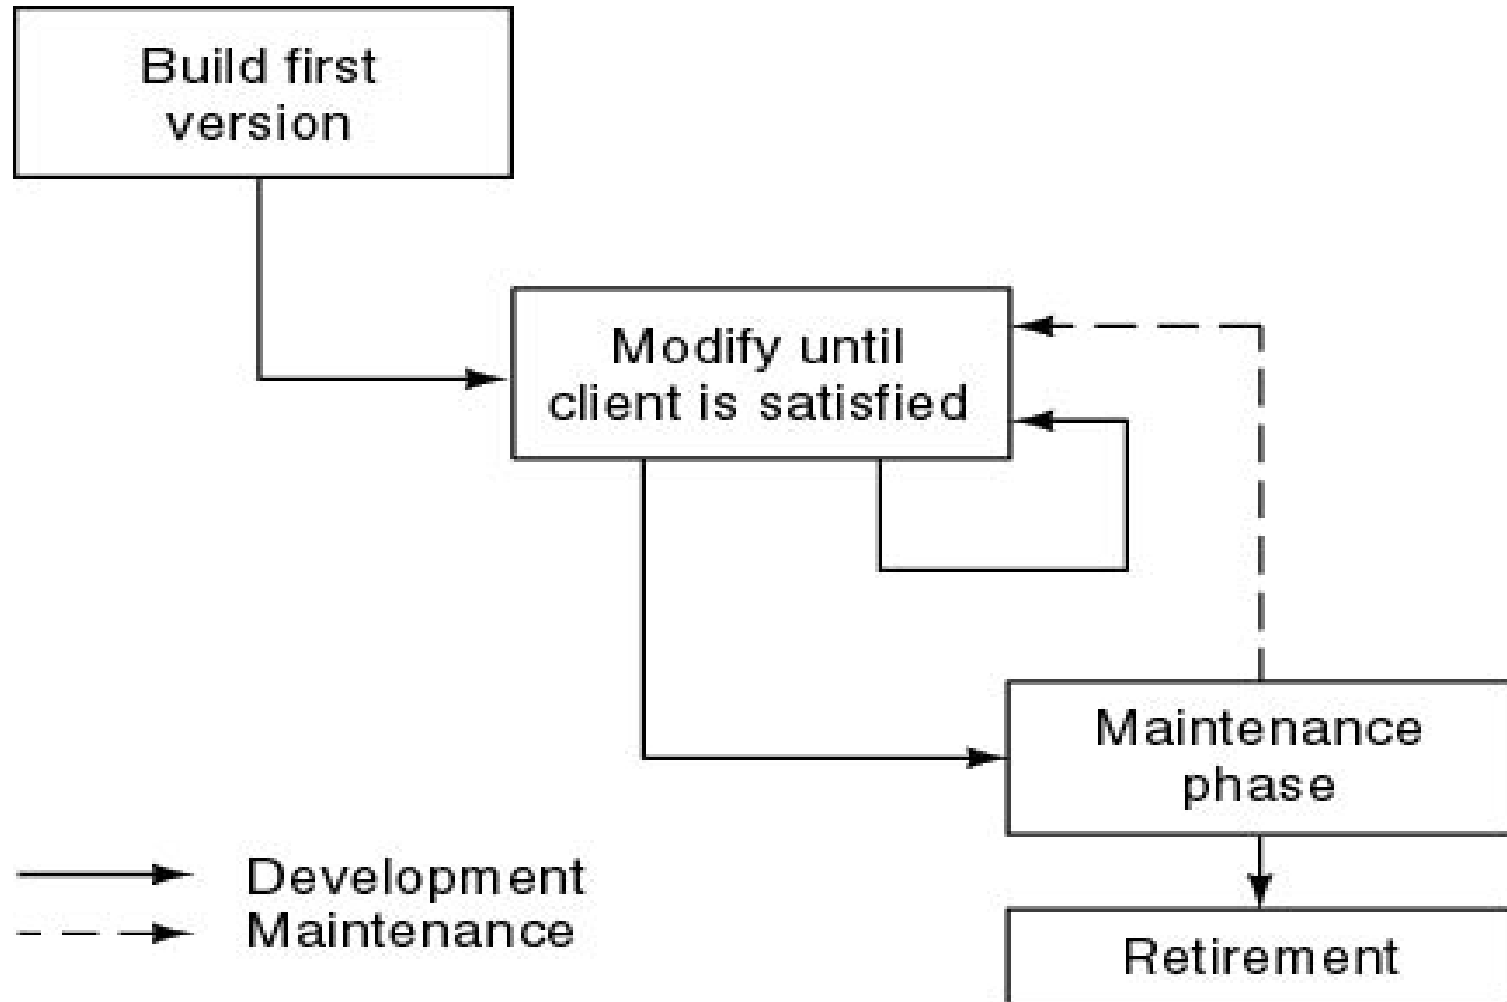 Build first
version
Modify until
client is satisfied
Maintenance
phase
Development
Maintenance
Retirement